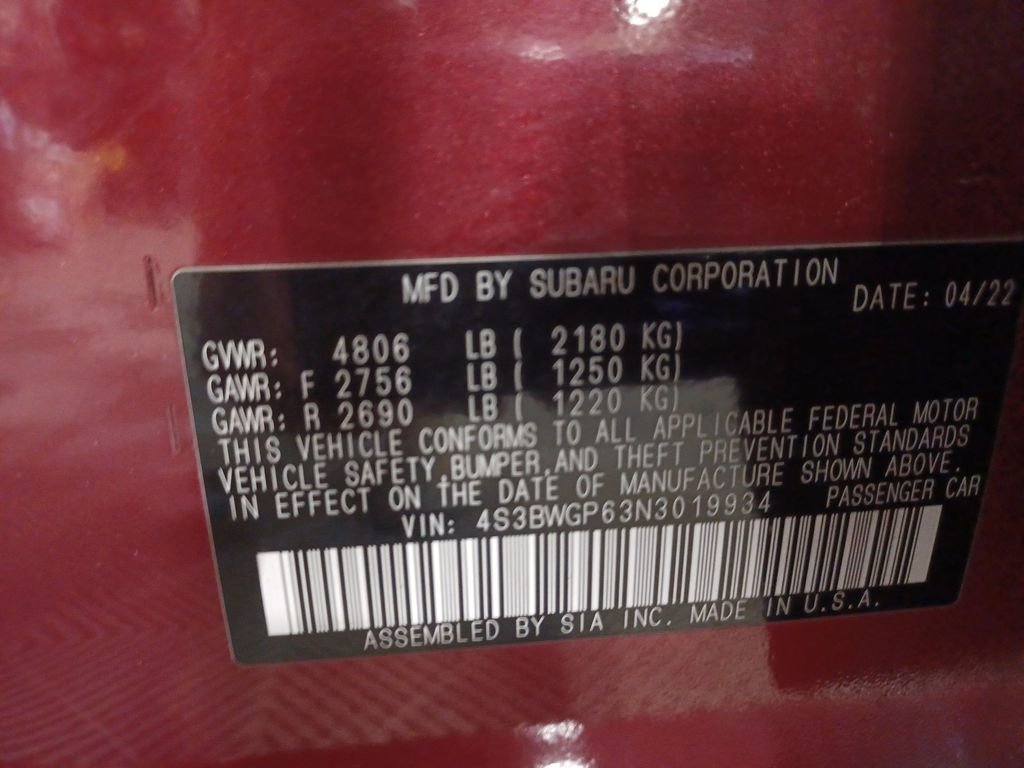 MFD BY SUBARU CORPORATION
DATE: 04/22
GVWR: 4806 LB ( 2180 KG)
GAWR: F 2756 LB ( 1250 KG)
GAWR: R 2690 LB ( 1220 KG)
THIS VEHICLE CONFORMS TO ALL APPLICABLE FEDERAL MOTOR
VEHICLE SAFETY,BUMPER,AND THEFT PREVENTION STANDARDS
IN EFFECT ON THE DATE OF MANUFACTURE SHOWN ABOVE.
VIN: 4S3BWGP63N3019934 PASSENGER CAR
ASSEMBLED BY SIA INC. MADE IN U.S.A.